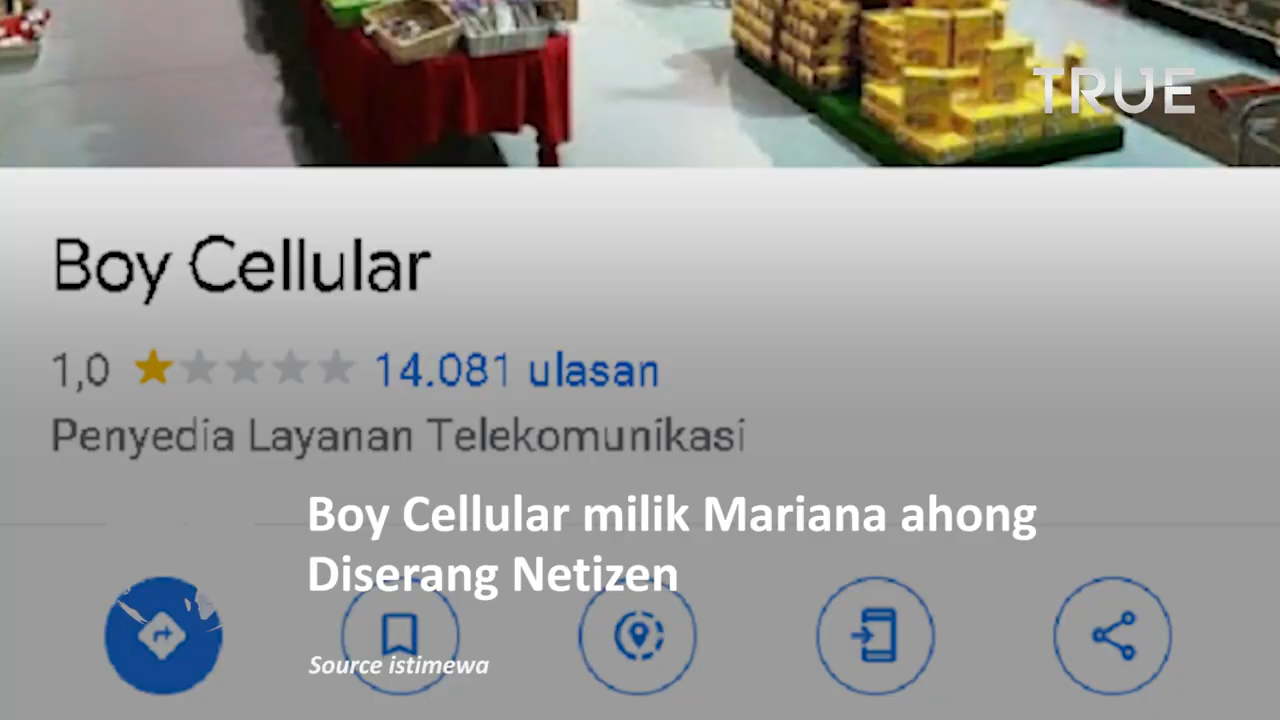 TRUE
Boy Cellular
1,0 14.081 ulasan
Penyedia Layanan Telekomunikasi
Boy Cellular milik Mariana ahong
Diserang Netizen
Source istimewa